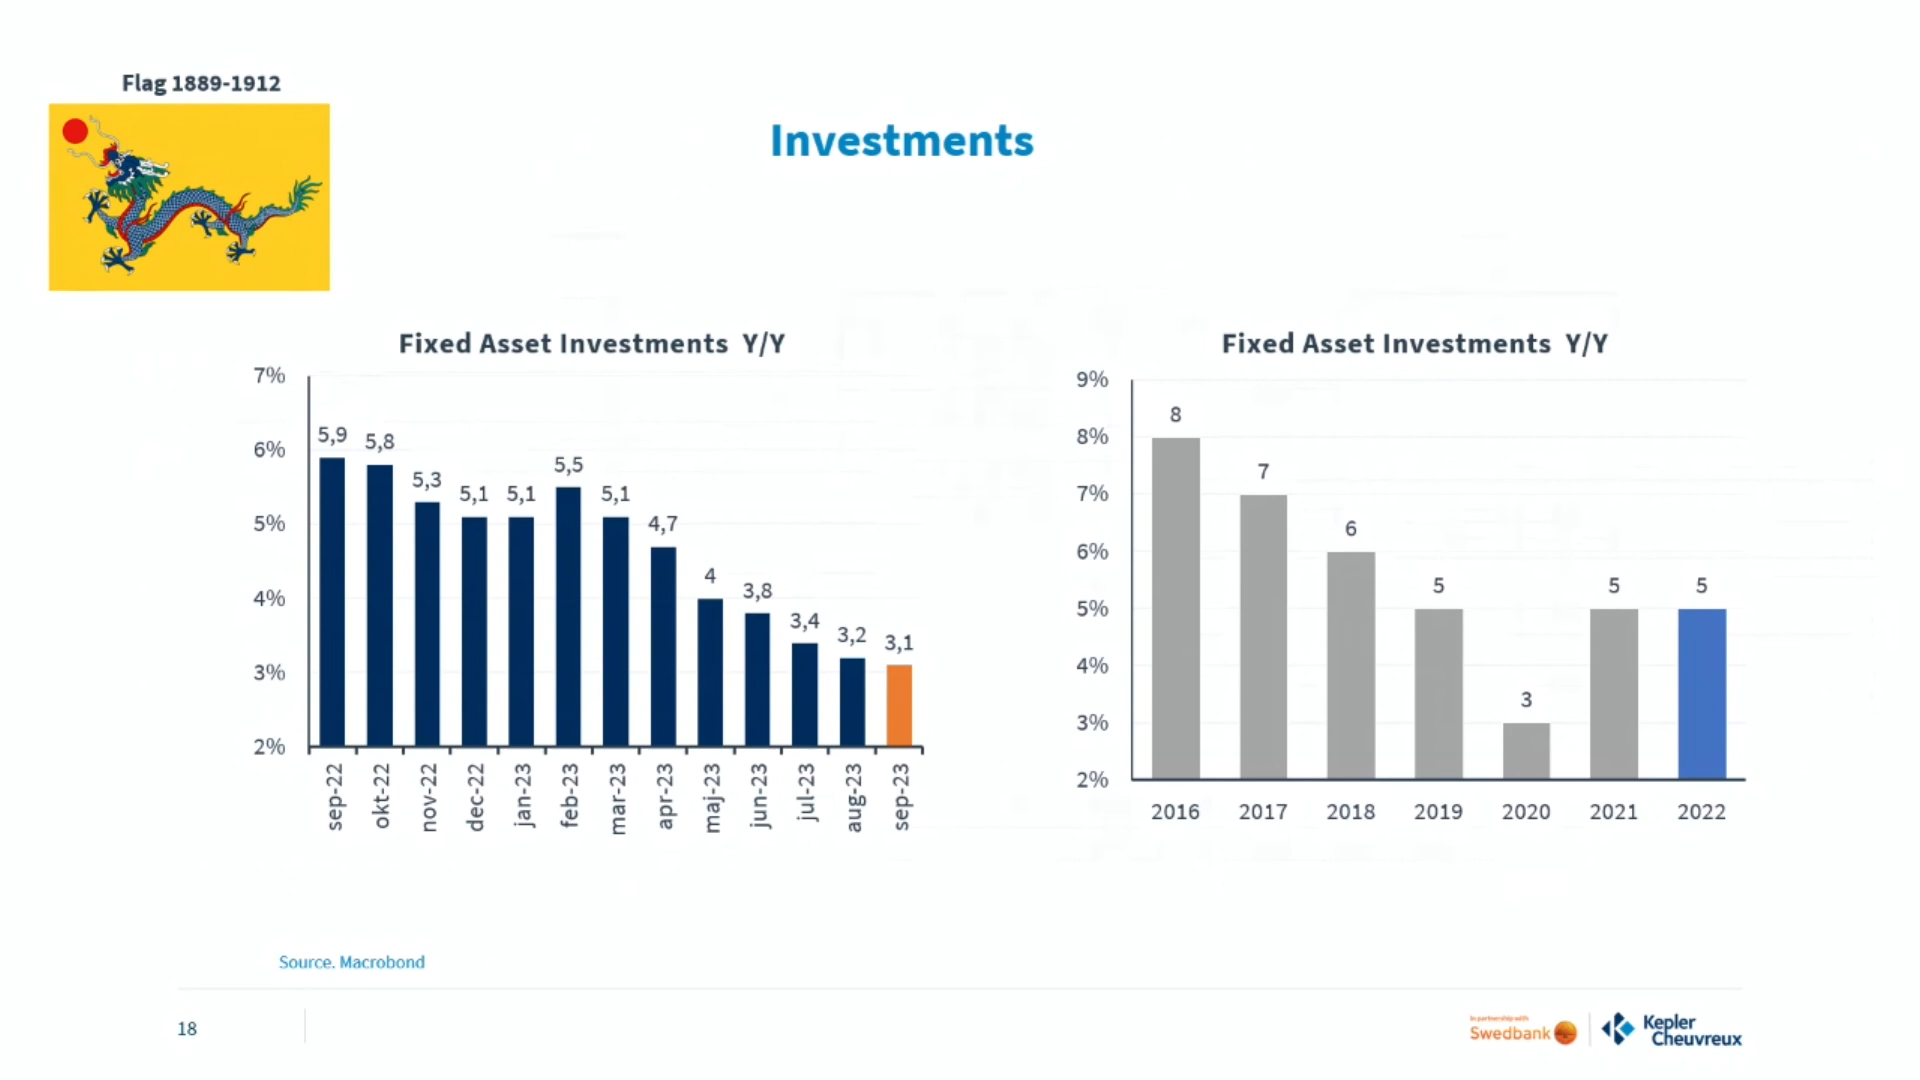 Flag 1889-1912
Investments
Fixed Asset Investments Y/Y
7%
6%
5%
4%
3%
2%
5,9
5,8
5,3
5,1
5,1
5,5
5,1
4,7
4
3,8
3,4
3,2
3,1
sep-22
okt-22
nov-22
dec-22
jan-23
feb-23
mar-23
apr-23
maj-23
jun-23
jul-23
aug-23
sep-23
Fixed Asset Investments Y/Y
9%
8%
7%
6%
5%
4%
3%
2%
8
7
6
5
3
5
5
2016
2017
2018
2019
2020
2021
2022
Source. Macrobond
18
In partnership with
Swedbank
Kepler
Cheuvreux